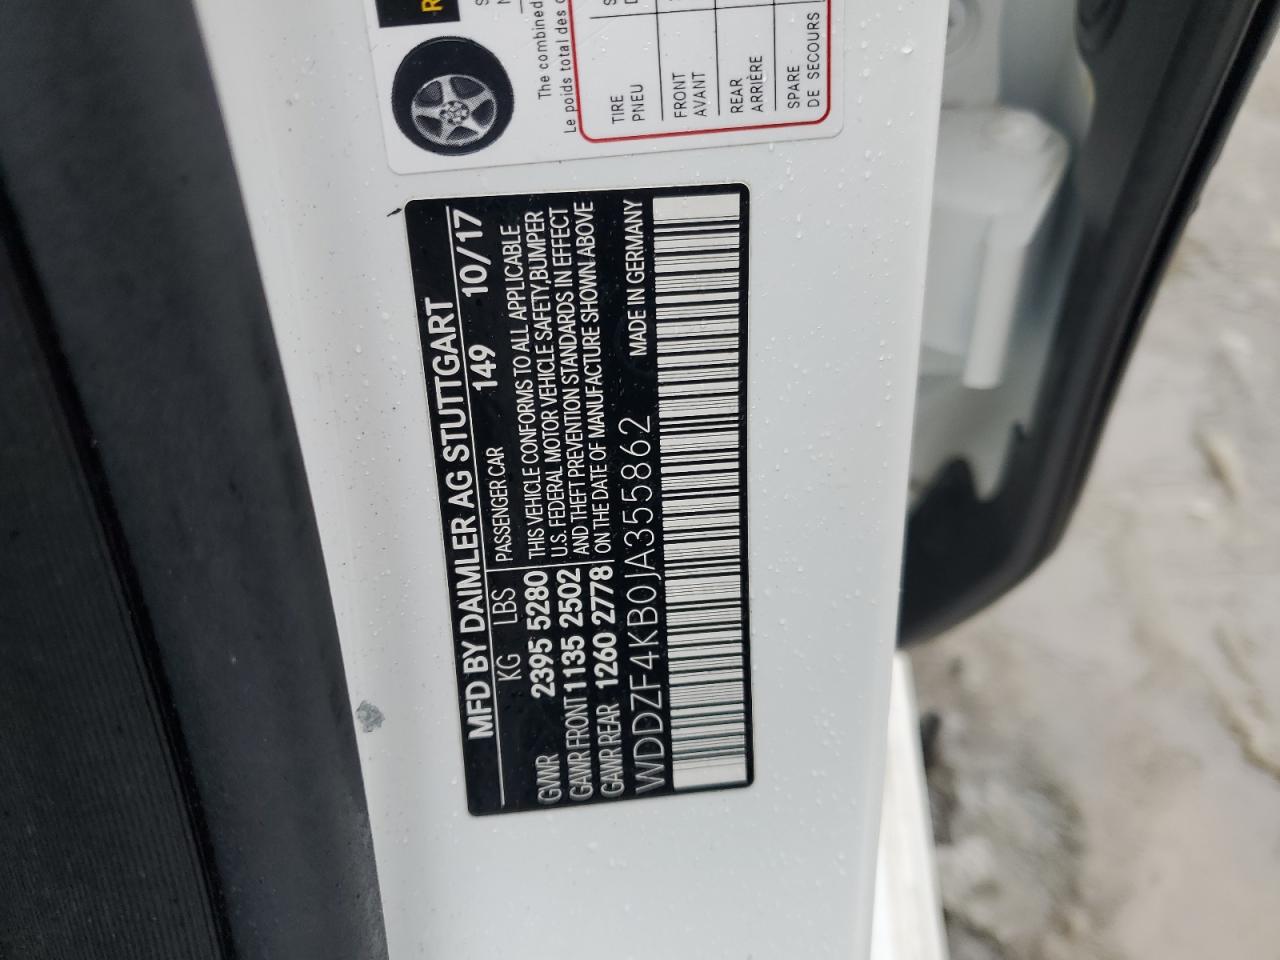 MFD BY DAIMLER AG STUTTGART
PASSENGER CAR 149 10/17
KG LBS
GVWR 2395 5280
GAWR FRONT 1135 2502
GAWR REAR 1260 2778
THIS VEHICLE CONFORMS TO ALL APPLICABLE
U.S. FEDERAL MOTOR VEHICLE SAFETY,BUMPER
AND THEFT PREVENTION STANDARDS IN EFFECT
ON THE DATE OF MANUFACTURE SHOWN ABOVE
WDDZF4KB0JA355862 MADE IN GERMANY
The combined
Le poids total des
TIRE
PNEU
FRONT
AVANT
REAR
ARRIÈRE
SPARE
DE SECOURS